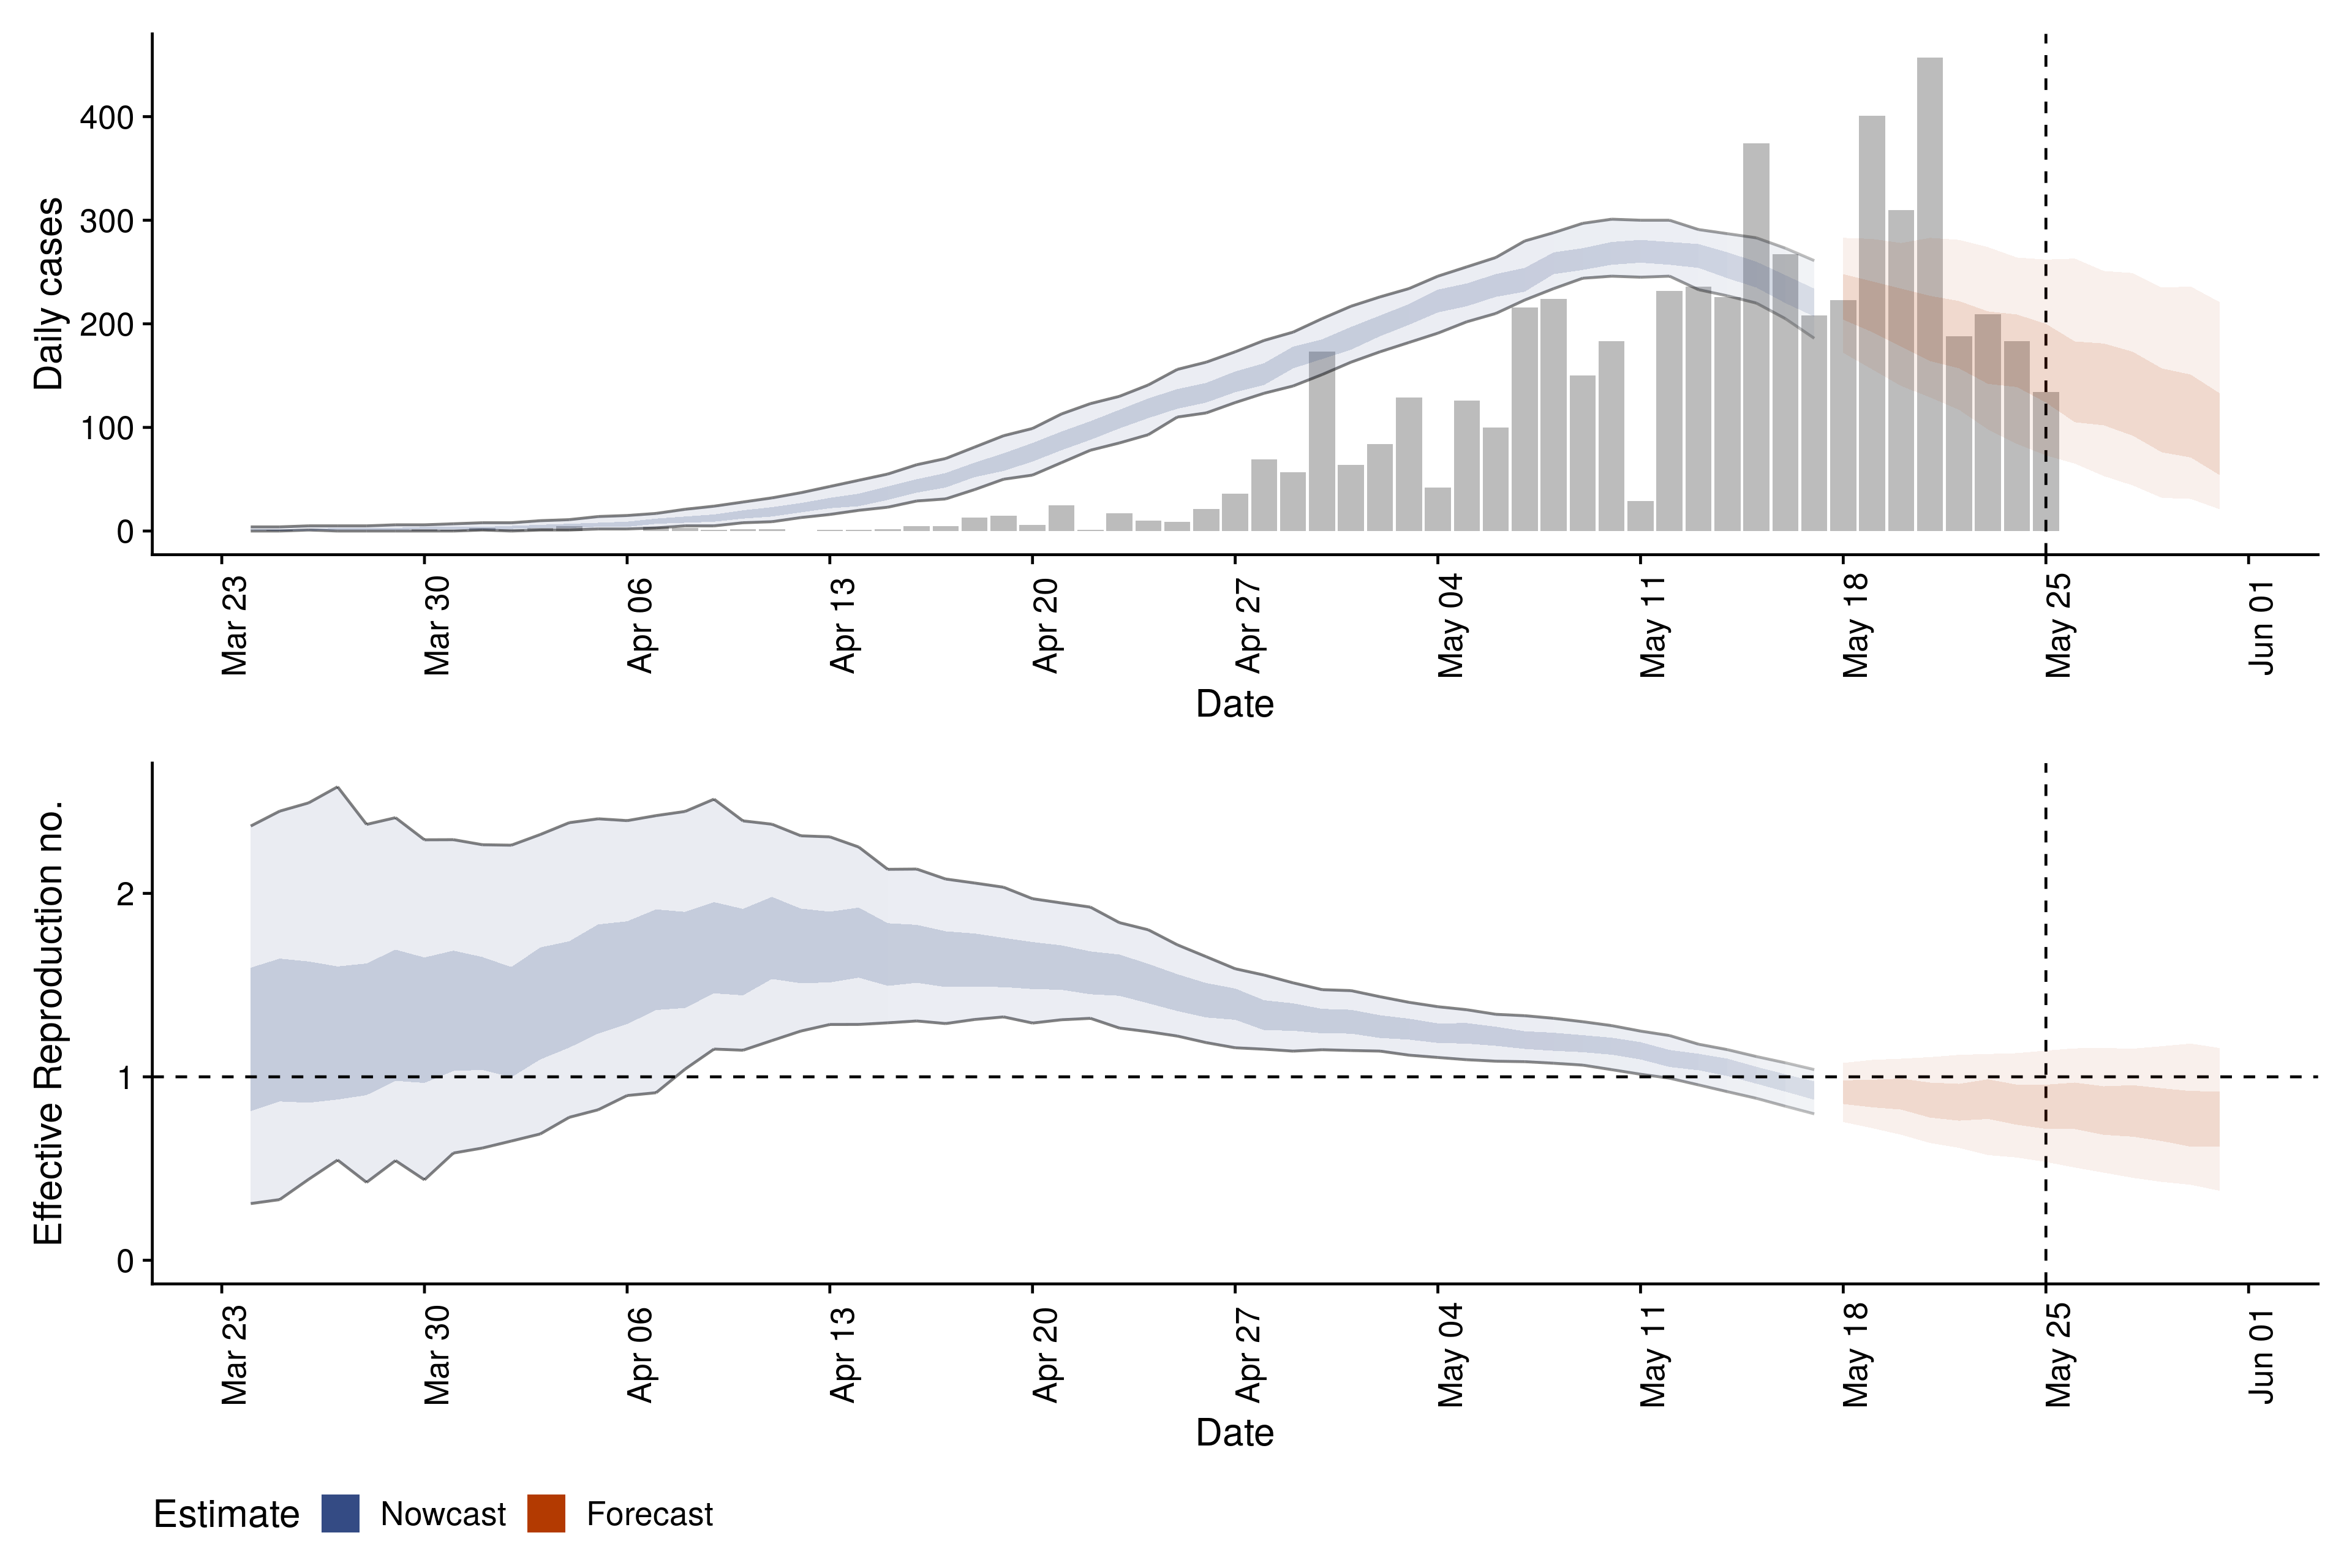 Daily cases
400
300
200
100
0
Mar 23
Mar 30
Apr 06
Apr 13
Apr 20
Apr 27
May 04
May 11
May 18
May 25
Jun 01
Date
Effective Reproduction no.
2
1
0
Mar 23
Mar 30
Apr 06
Apr 13
Apr 20
Apr 27
May 04
May 11
May 18
May 25
Jun 01
Date
Estimate Nowcast Forecast